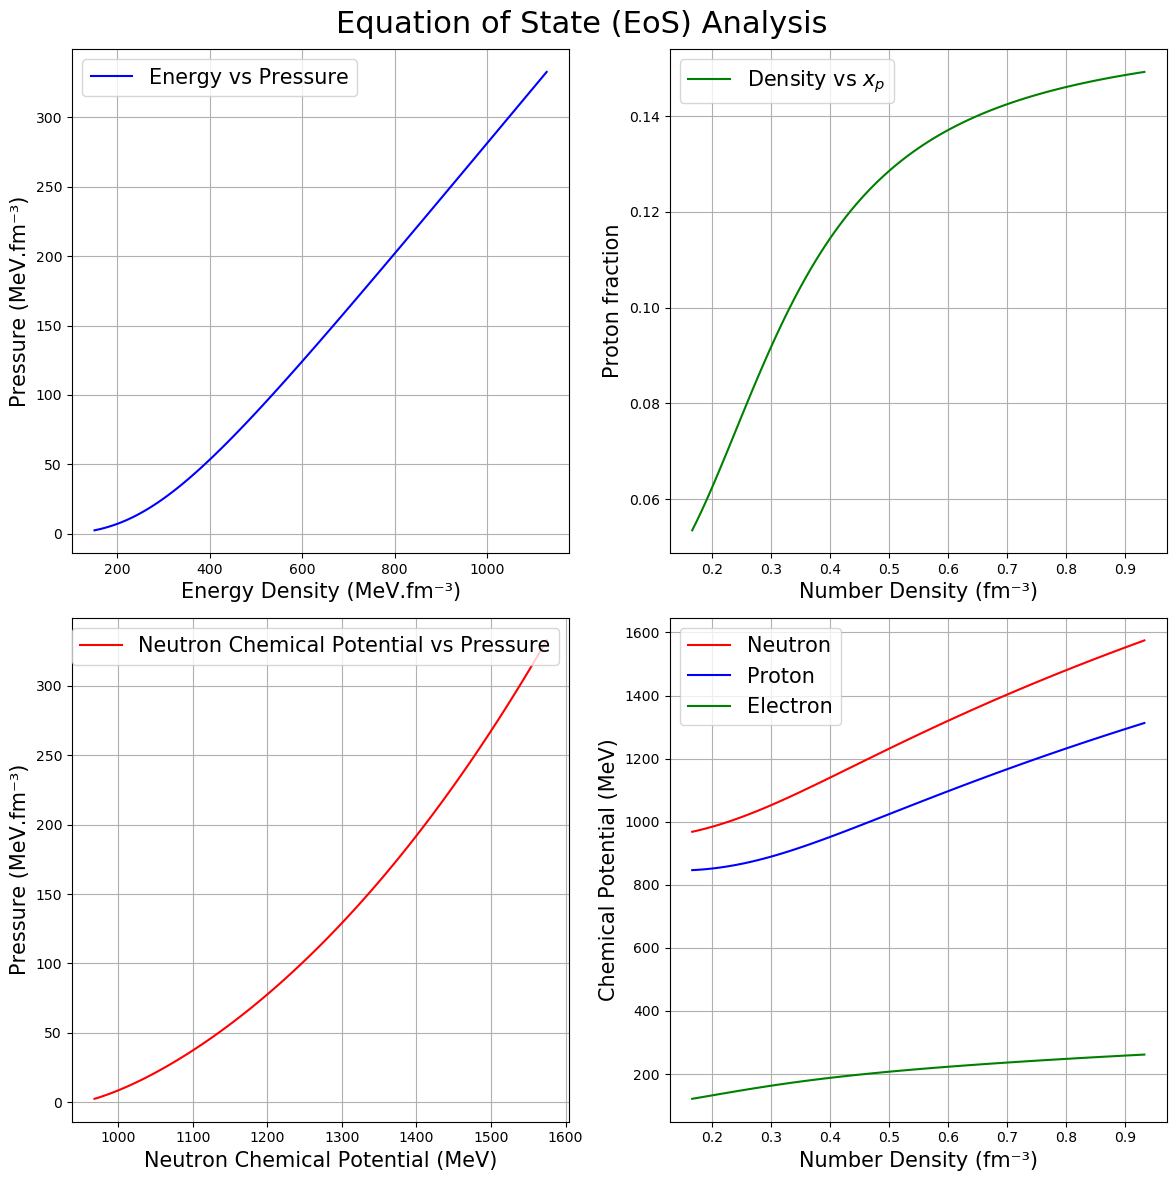 Equation of State (EoS) Analysis
Energy vs Pressure
Pressure (MeV.fm⁻³)
300
250
200
150
100
50
0
200 400 600 800 1000
Energy Density (MeV.fm⁻³)
Density vs xₚ
Proton fraction
0.14
0.12
0.10
0.08
0.06
0.2 0.3 0.4 0.5 0.6 0.7 0.8 0.9
Number Density (fm⁻³)
Neutron Chemical Potential vs Pressure
Pressure (MeV.fm⁻³)
300
250
200
150
100
50
0
1000 1100 1200 1300 1400 1500 1600
Neutron Chemical Potential (MeV)
Neutron
Proton
Electron
Chemical Potential (MeV)
1600
1400
1200
1000
800
600
400
200
0.2 0.3 0.4 0.5 0.6 0.7 0.8 0.9
Number Density (fm⁻³)